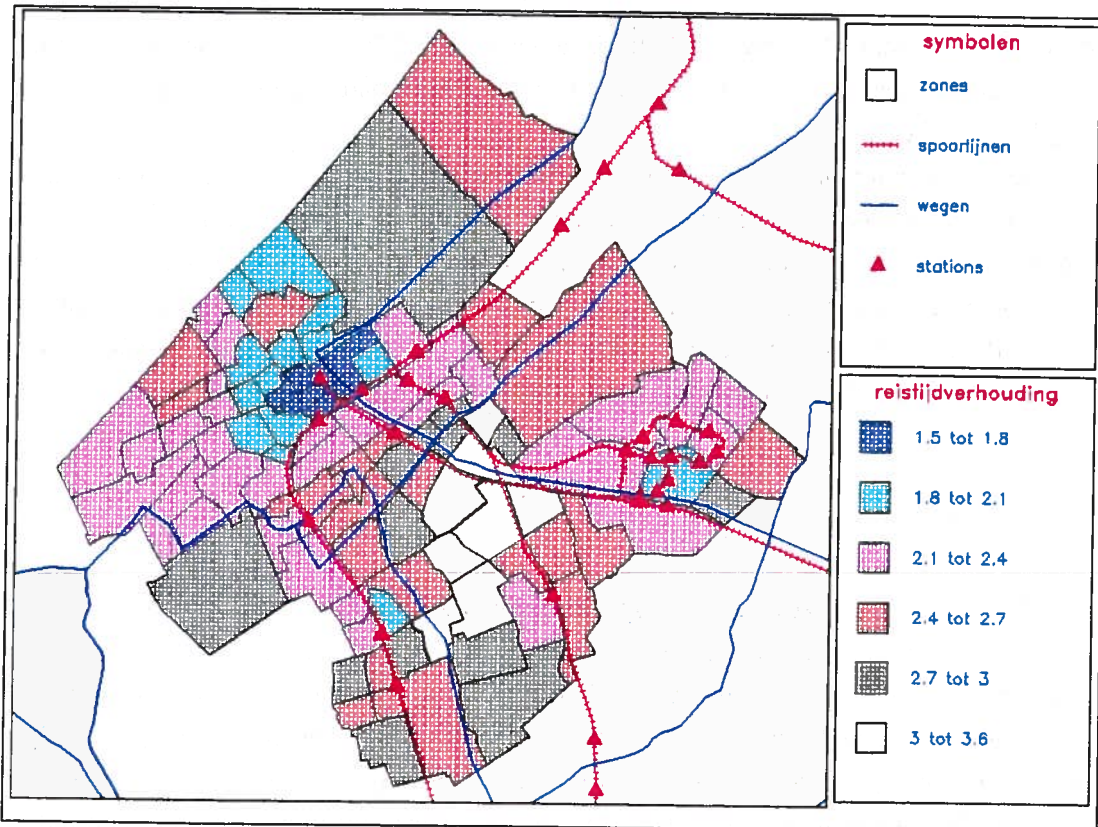 symbolen
zones
spoorlijnen
wegen
stations
reistijdverhouding
1.5 tot 1.8
1.8 tot 2.1
2.1 tot 2.4
2.4 tot 2.7
2.7 tot 3
3 tot 3.6